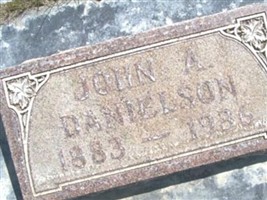 JOHN A.
DANIELSON
1883 – 1936